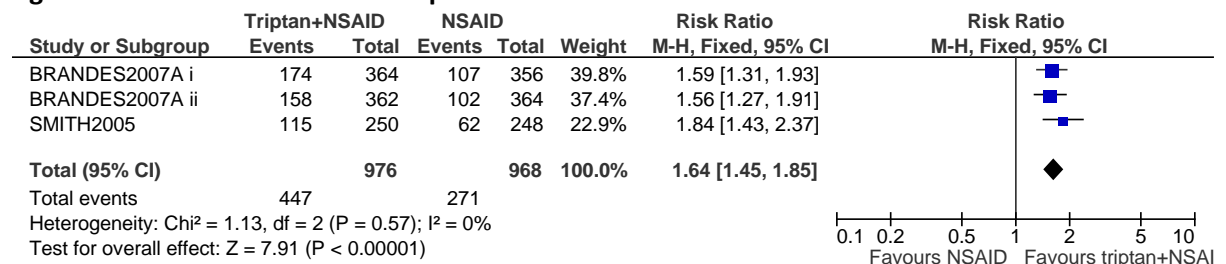 Triptan+NSAID NSAID Risk Ratio Risk Ratio
Study or Subgroup Events Total Events Total Weight M-H, Fixed, 95% CI M-H, Fixed, 95% CI
BRANDES2007A i 174 364 107 356 39.8% 1.59 [1.31, 1.93]
BRANDES2007A ii 158 362 102 364 37.4% 1.56 [1.27, 1.91]
SMITH2005 115 250 62 248 22.9% 1.84 [1.43, 2.37]
Total (95% CI) 976 968 100.0% 1.64 [1.45, 1.85]
Total events 447 271
Heterogeneity: Chi² = 1.13, df = 2 (P = 0.57); I² = 0%
Test for overall effect: Z = 7.91 (P < 0.00001)
0.1 0.2 0.5 1 2 5 10
Favours NSAID Favours triptan+NSAI